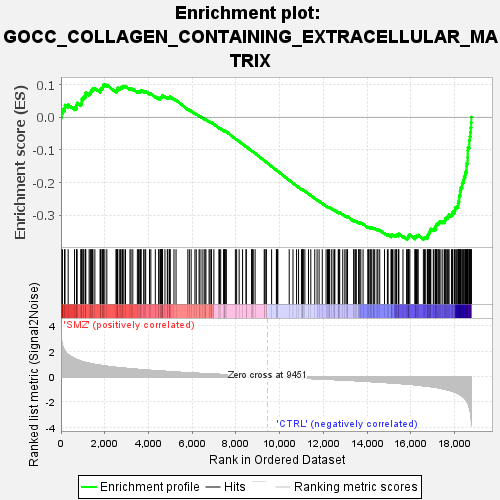 Enrichment plot:
GOCC_COLLAGEN_CONTAINING_EXTRACELLULAR_MA
TRIX
Enrichment score (ES)
0.1
0.0
-0.1
-0.2
-0.3
'SMZ' (positively correlated)
Ranked list metric (Signal2Noise)
4
2
0
-2
-4
Zero cross at 9451
'CTRL' (negatively correlated)
0
2,000
4,000
6,000
8,000
10,000
12,000
14,000
16,000
18,000
Rank in Ordered Dataset
Enrichment profile
Hits
Ranking metric scores